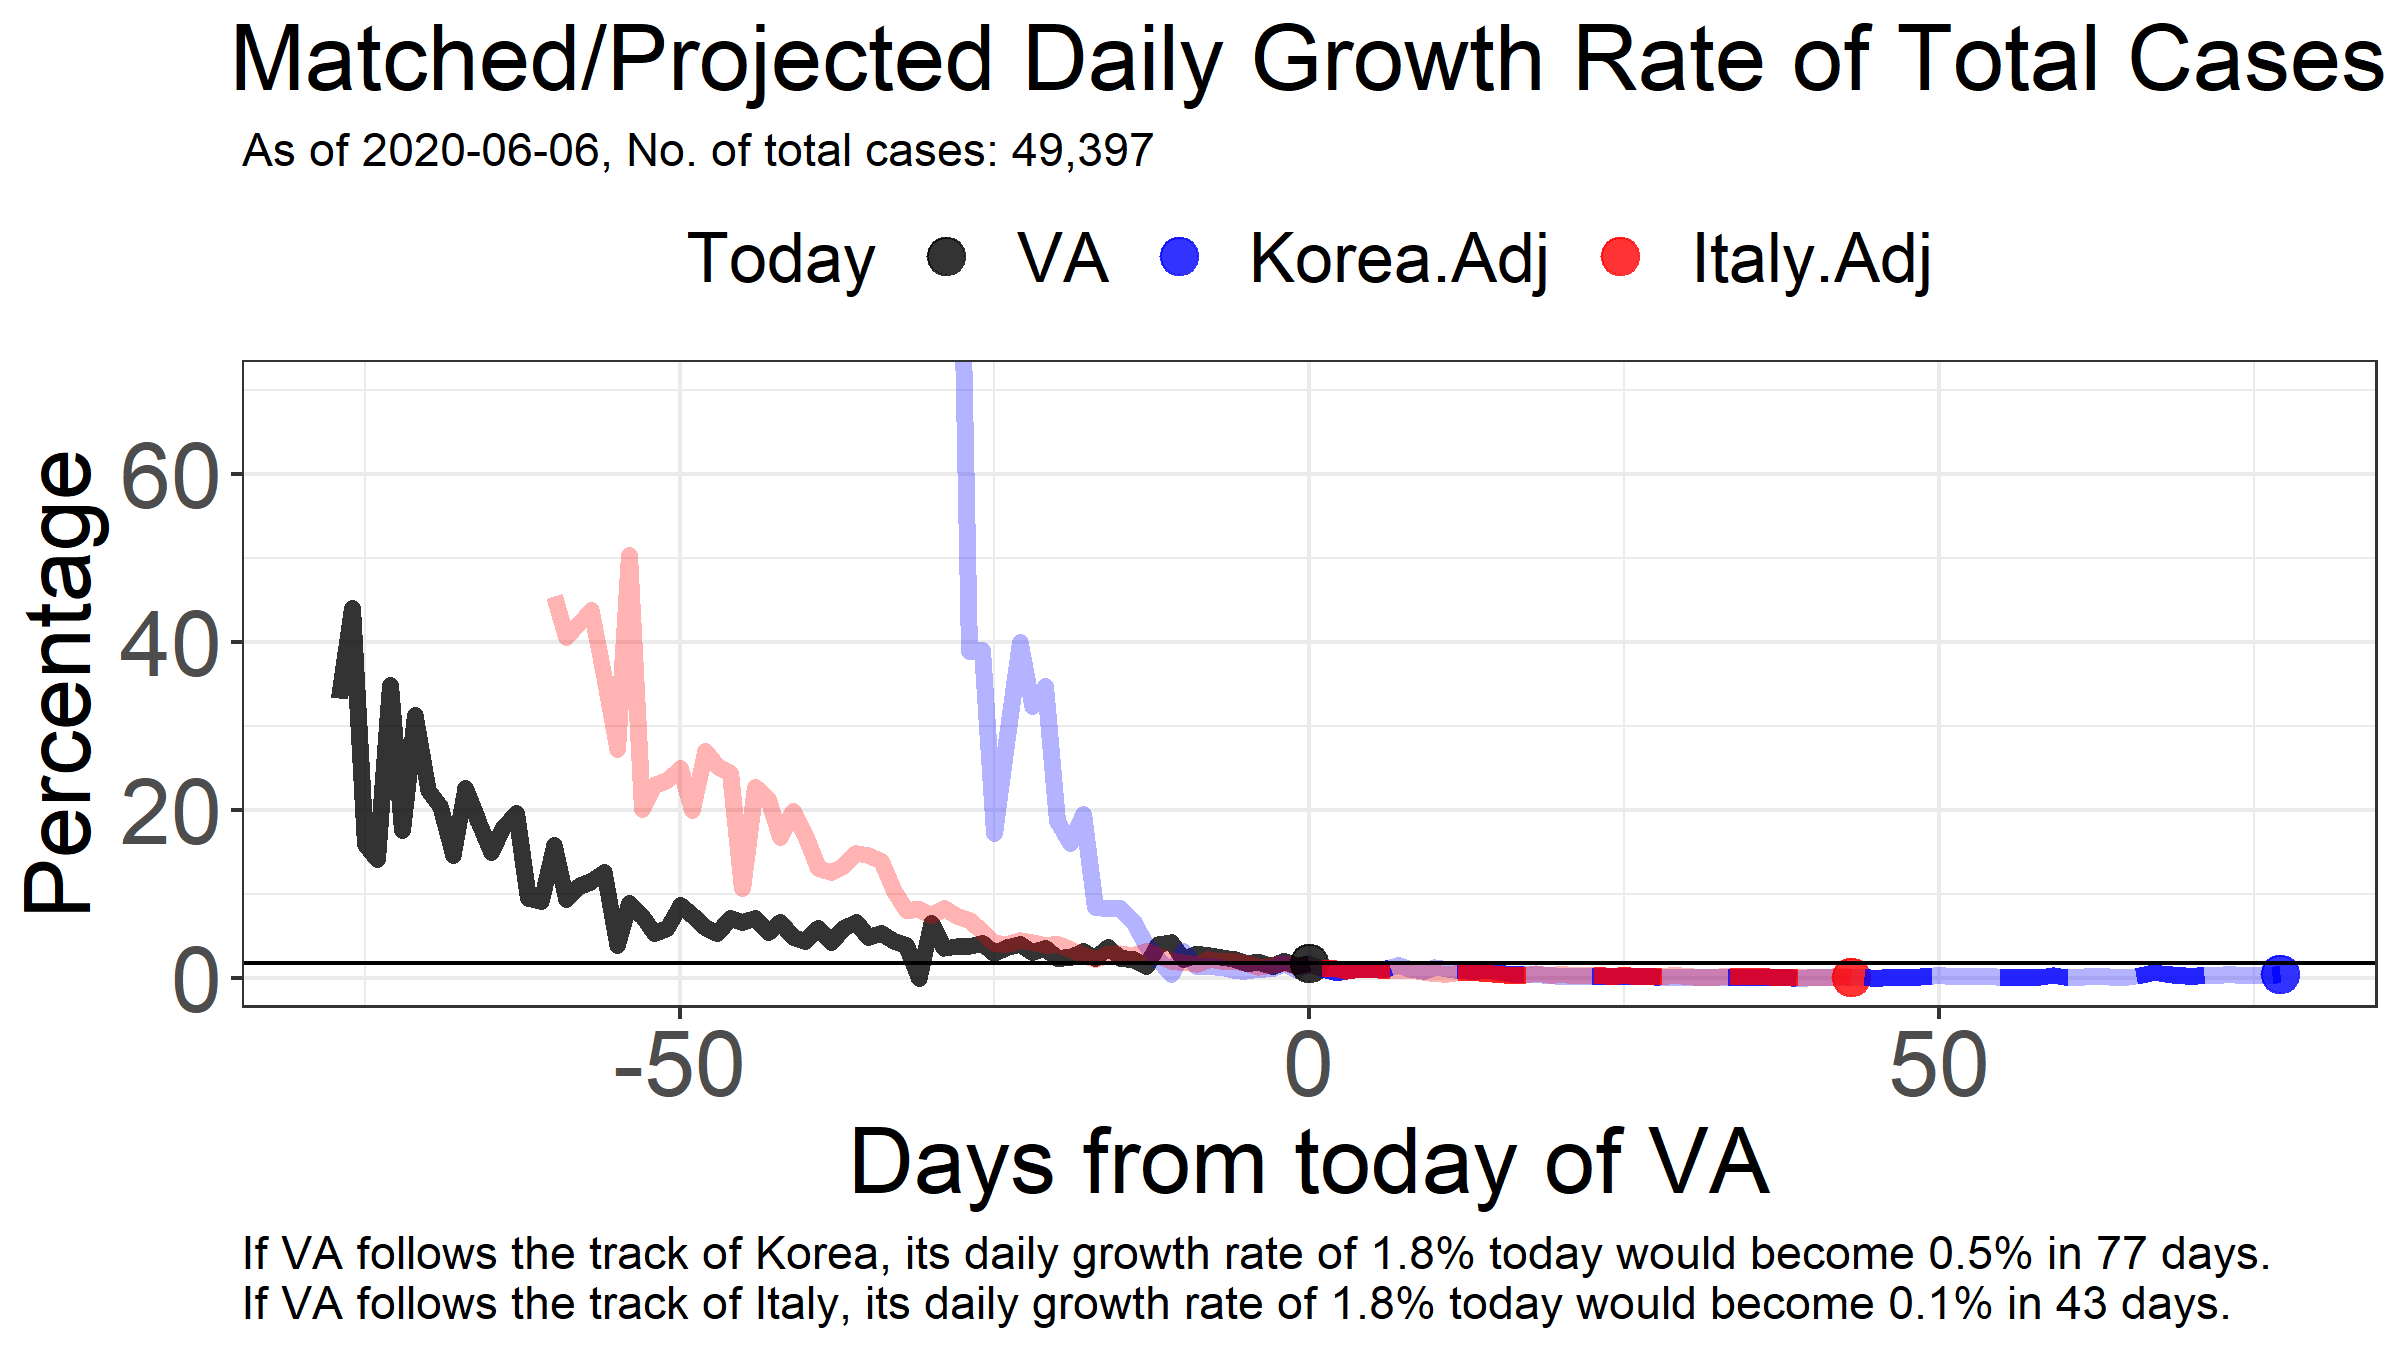 Matched/Projected Daily Growth Rate of Total Cases
As of 2020-06-06, No. of total cases: 49,397
Today VA Korea.Adj Italy.Adj
Percentage
60
40
20
0
-50 0 50
Days from today of VA
If VA follows the track of Korea, its daily growth rate of 1.8% today would become 0.5% in 77 days.
If VA follows the track of Italy, its daily growth rate of 1.8% today would become 0.1% in 43 days.